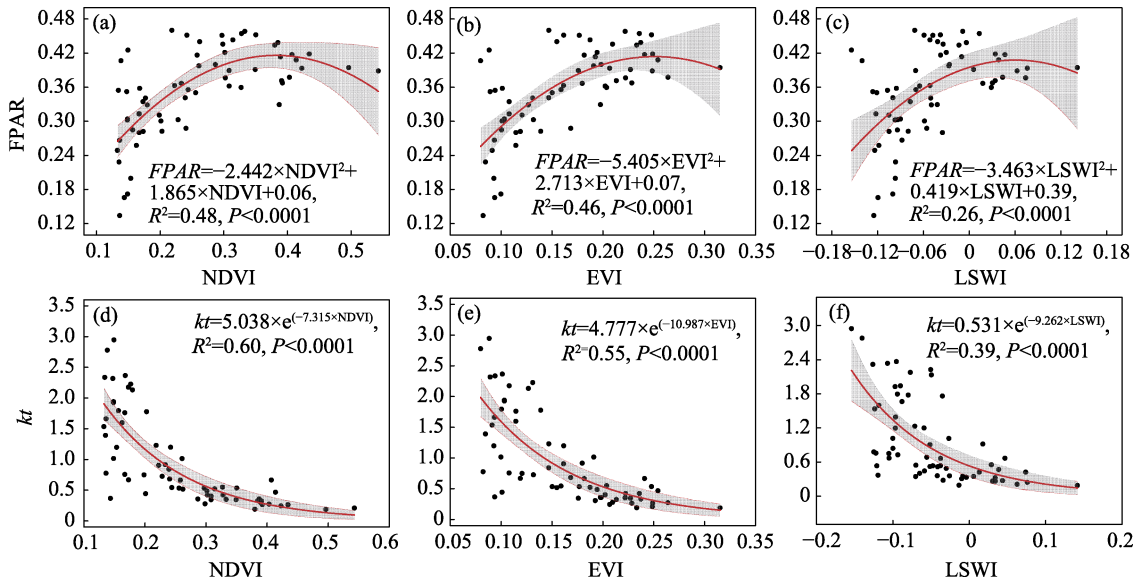 (a)
0.48
0.42
0.36
0.30
0.24
0.18
0.12
FPAR
FPAR=−2.442×NDVI²+
1.865×NDVI+0.06,
R²=0.48, P<0.0001
0.1 0.2 0.3 0.4 0.5
NDVI
(b)
0.48
0.42
0.36
0.30
0.24
0.18
0.12
FPAR=−5.405×EVI²+
2.713×EVI+0.07,
R²=0.46, P<0.0001
0.05 0.10 0.15 0.20 0.25 0.30 0.35
EVI
(c)
0.48
0.42
0.36
0.30
0.24
0.18
0.12
FPAR=−3.463×LSWI²+
0.419×LSWI+0.39,
R²=0.26, P<0.0001
−0.18 −0.12 −0.06 0 0.06 0.12 0.18
LSWI
(d)
3.5
3.0
2.5
2.0
1.5
1.0
0.5
0
kt
kt=5.038×e(−7.315×NDVI),
R²=0.60, P<0.0001
0.1 0.2 0.3 0.4 0.5 0.6
NDVI
(e)
3.5
3.0
2.5
2.0
1.5
1.0
0.5
0
kt=4.777×e(−10.987×EVI),
R²=0.55, P<0.0001
0.05 0.10 0.15 0.20 0.25 0.30 0.35
EVI
(f)
3.0
2.4
1.8
1.2
0.6
0
kt=0.531×e(−9.262×LSWI),
R²=0.39, P<0.0001
−0.2 −0.1 0 0.1 0.2
LSWI